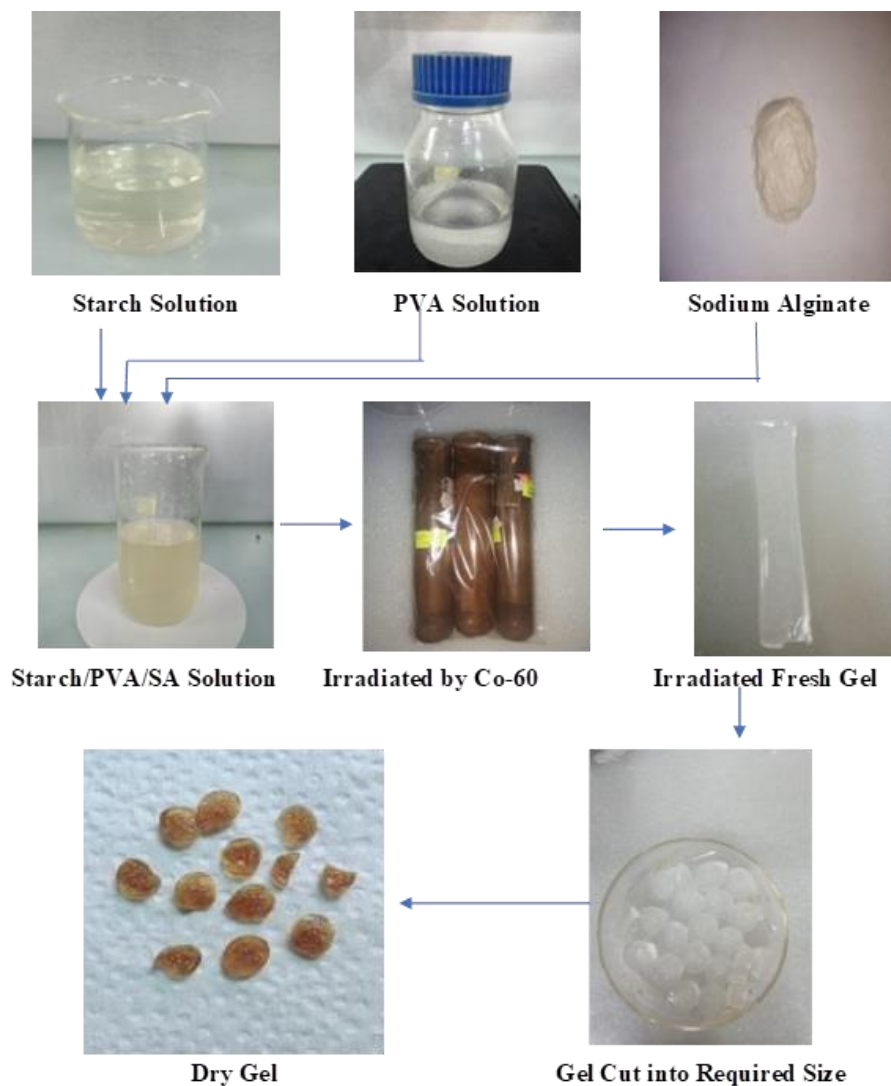 Starch Solution
PVA Solution
Sodium Alginate
Starch/PVA/SA Solution
Irradiated by Co-60
Irradiated Fresh Gel
Dry Gel
Gel Cut into Required Size